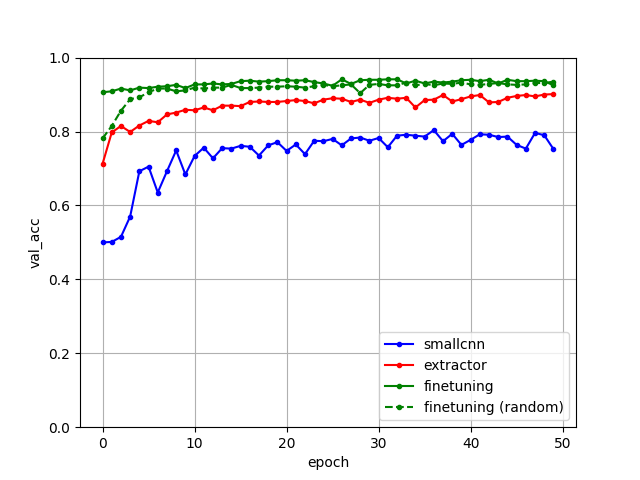 1.0
0.8
0.6
0.4
0.2
0.0
val_acc
0 10 20 30 40 50
epoch
smallcnn
extractor
finetuning
finetuning (random)